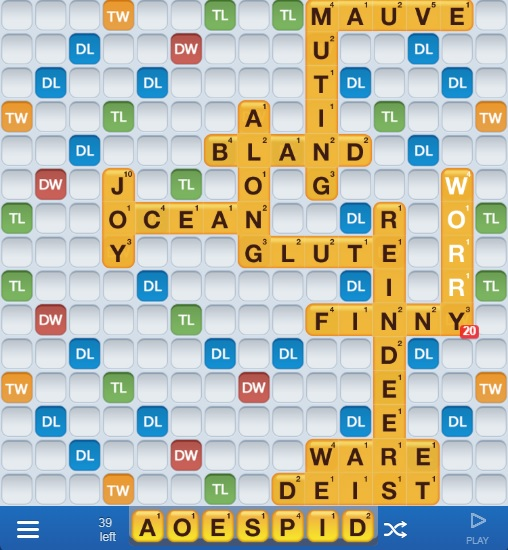 TW TL TL MAUVE
DL DW U DL
DL DL T DL DL
TW TL A I TL TW
DL BLAND DL
DW J TL O G W
TL OCEAN DL R O TL
Y GLUTE R
TL DL DL I R TL
DW TL FINNY
20
DL DL DL D DL
TW TL DW E TW
DL DL DL E DL
DL DW WARE
TW TL DEIST
39 left AOESPID PLAY